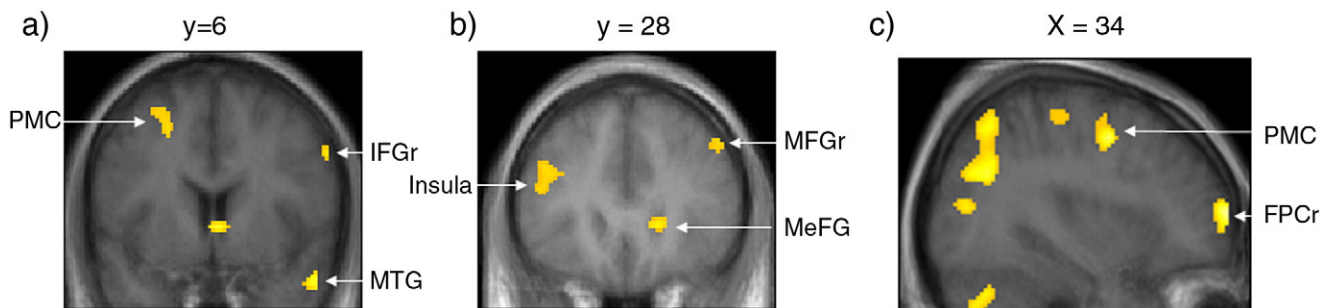 a)
y=6
PMC
IFGr
MTG
b)
y = 28
Insula
MFGr
MeFG
c)
X = 34
PMC
FPCr